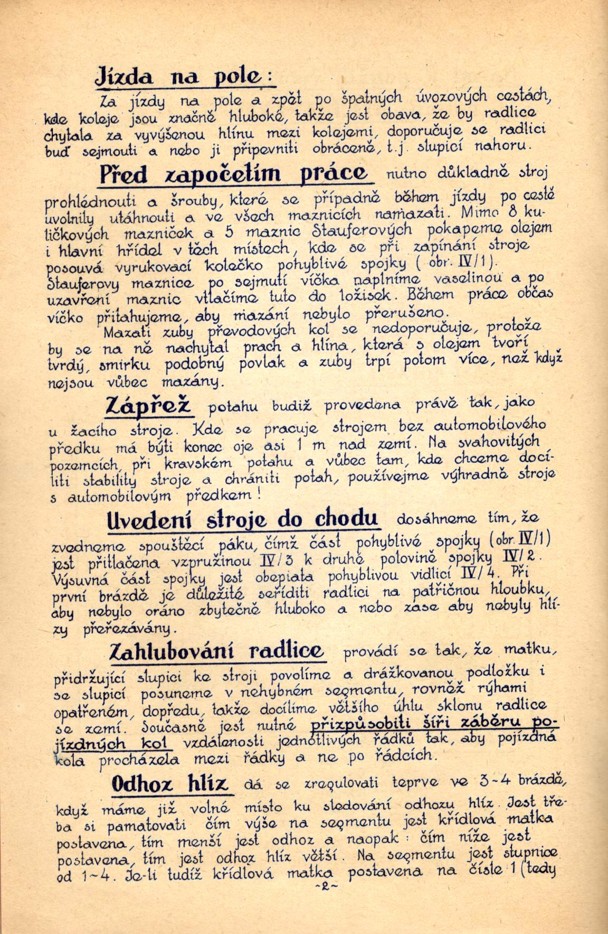 Jízda na pole:
Za jízdy na pole a zpět po špatných úvozových cestách,
kde koleje jsou značně hluboké, takže jest obava, že by radlice
chytala za vyvýšenou hlínu mezi kolejemi, doporučuje se radlici
buď sejmouti a nebo ji připevniti obráceně, t.j. slupicí nahoru.
Před započetím práce nutno důkladně stroj
prohlédnouti a šrouby, které se případně během jízdy po cestě
uvolnily utáhnouti a ve všech maznicích namazati. Mimo 8 ku-
tičkových mazniček a 5 maznic Stauferových pokapeme olejem
i hlavní hřídel v těch místech, kde se při zapínání stroje
posouvá vyrukovací kolečko pohyblivé spojky ( obr. IV/1).
Stauferovy maznice po sejmutí víčka naplníme vaselinou a po
uzavření maznic vtlačíme tuto do ložisek. Během práce občas
víčko přitahujeme, aby mazání nebylo přerušeno.
Mazati zuby převodových kol se nedoporučuje, protože
by se na ně nachytal prach a hlína, která s olejem tvoří
tvrdý, smirku podobný povlak a zuby trpí potom více, než když
nejsou vůbec mazány.
Zápřež potahu budiž provedena právě tak, jako
u žacího stroje. Kde se pracuje strojem bez automobilového
předku má býti konec oje asi 1 m nad zemí. Na svahovitých
pozemcích, při kravském potahu a vůbec tam, kde chceme docí-
liti stability stroje a chrániti potah, používejme výhradně stroje
s automobilovým předkem!
Uvedení stroje do chodu dosáhneme tím, že
zvedneme spouštěcí páku, čímž část pohyblivé spojky (obr. IV/1)
jest přitlačena vzpružinou IV/3 k druhé polovině spojky IV/2.
Výsuvná část spojky jest obepiata pohyblivou vidlicí IV/4. Při
první brázdě je důležité seříditi radlici na patřičnou hloubku,
aby nebylo oráno zbytečně hluboko a nebo zase aby nebyly hlí-
zy přeřezávány.
Zahlubování radlice provádí se tak, že matku,
přidržující slupici ke stroji povolíme a drážkovanou podložku i
se slupicí posuneme v nehybném segmentu, rovněž rýhami
opatřeném, dopředu, takže docílíme většího úhlu sklonu radlice
se zemí. Současně jest nutné přizpůsobiti šíři záběru po-
jízdných kol vzdálenosti jednotlivých řádků tak, aby pojízdná
kola procházela mezi řádky a ne po řádcích.
Odhoz hlíz dá se zregulovati teprve ve 3-4 brázdě,
když máme již volné místo ku sledování odhozu hlíz. Jest tře-
ba si pamatovati čím výše na segmentu jest křídlová matka
postavena, tím menší jest odhoz a naopak: čím níže jest
postavena, tím jest odhoz hlíz větší. Na segmentu jest stupnice
od 1-4. Je-li tudíž křídlová matka postavena na čísle 1 (tedy
-2-